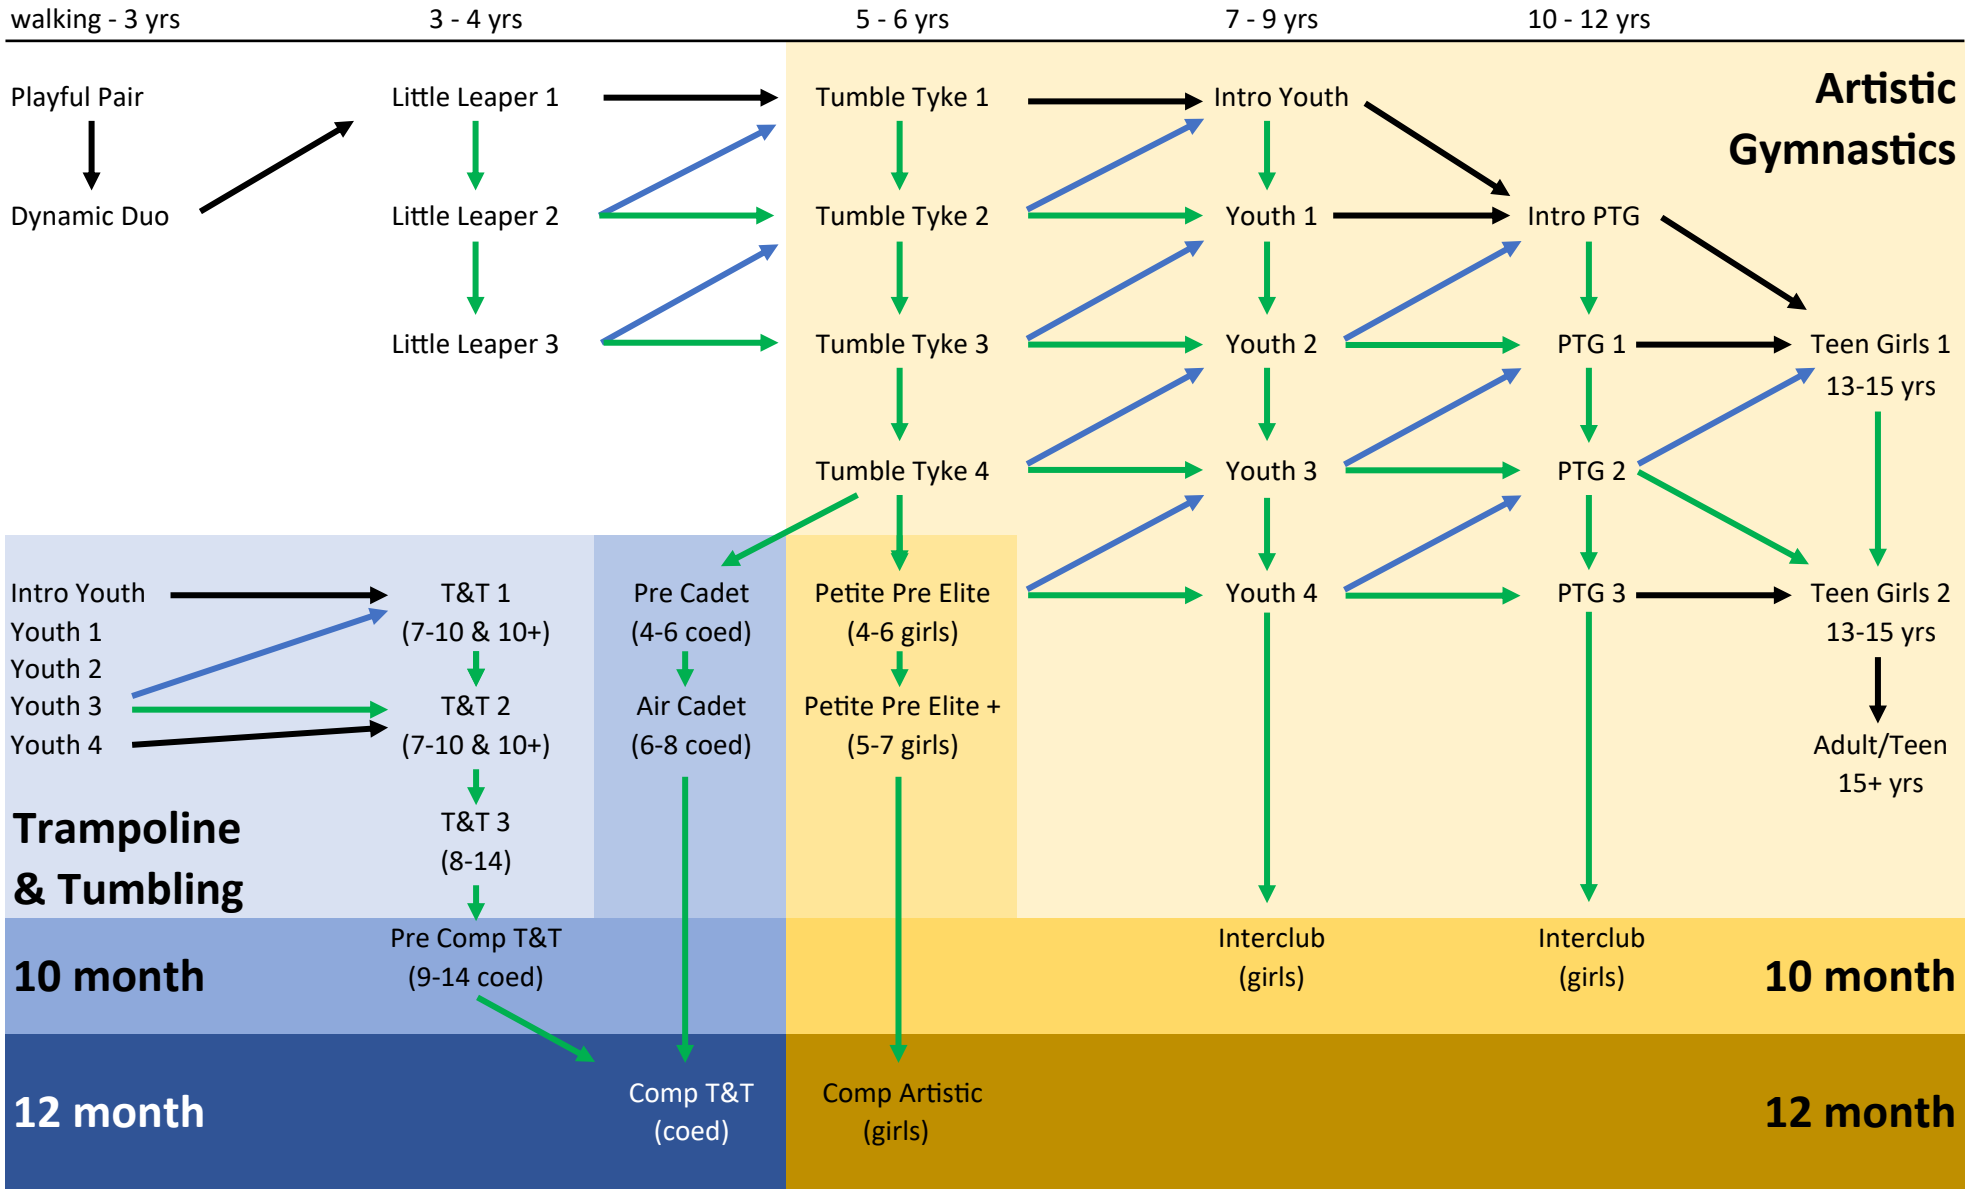 walking - 3 yrs
3 - 4 yrs
5 - 6 yrs
7 - 9 yrs
10 - 12 yrs
Playful Pair
Little Leaper 1
Tumble Tyke 1
Intro Youth
Artistic
Gymnastics
Dynamic Duo
Little Leaper 2
Tumble Tyke 2
Youth 1
Intro PTG
Little Leaper 3
Tumble Tyke 3
Youth 2
PTG 1
Teen Girls 1
13-15 yrs
Tumble Tyke 4
Youth 3
PTG 2
Intro Youth
Youth 1
Youth 2
Youth 3
Youth 4
T&T 1
(7-10 & 10+)
T&T 2
(7-10 & 10+)
T&T 3
(8-14)
Pre Cadet
(4-6 coed)
Air Cadet
(6-8 coed)
Petite Pre Elite
(4-6 girls)
Petite Pre Elite +
(5-7 girls)
Youth 4
PTG 3
Teen Girls 2
13-15 yrs
Adult/Teen
15+ yrs
Trampoline
& Tumbling
10 month
Pre Comp T&T
(9-14 coed)
Interclub
(girls)
Interclub
(girls)
10 month
12 month
Comp T&T
(coed)
Comp Artistic
(girls)
12 month